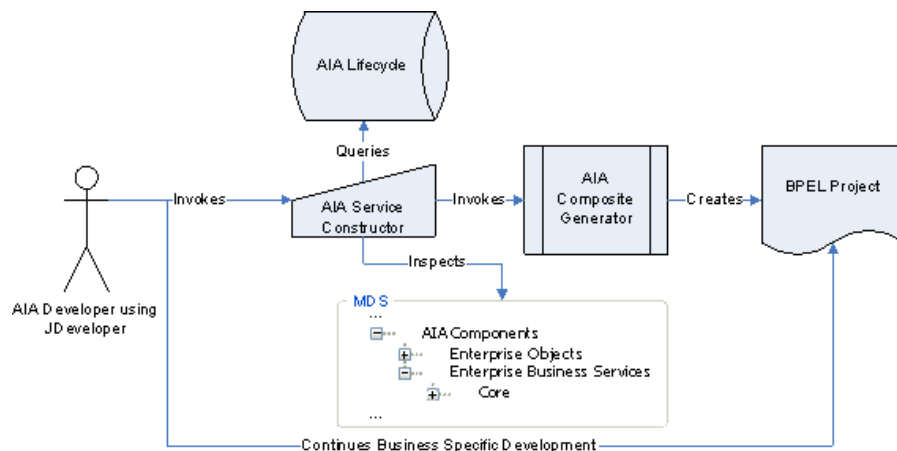 AIA Lifecycle
Queries
Invokes
AIA Service
Constructor
Invokes
AIA
Composite
Generator
Creates
BPEL Project
Inspects
AIA Developer using
JDeveloper
MDS
...
AIA Components
Enterprise Objects
Enterprise Business Services
Core
...
Continues Business Specific Development